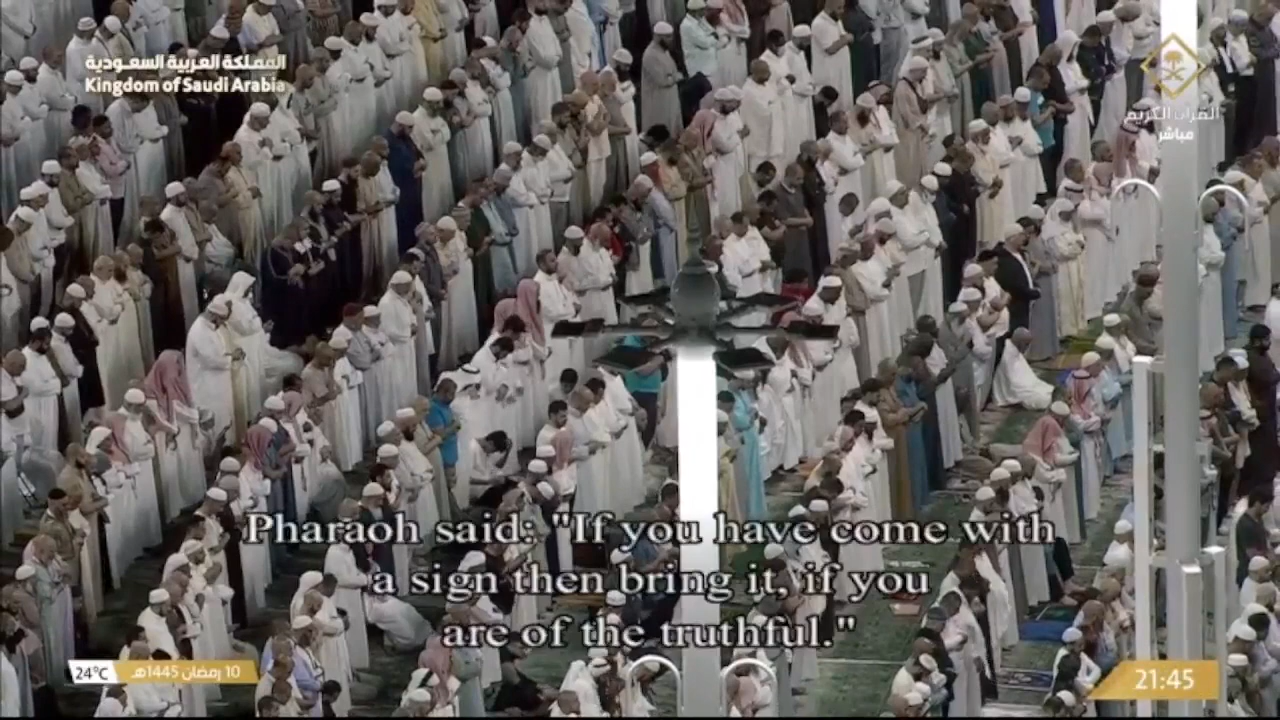 المملكة العربية السعودية
Kingdom of Saudi Arabia
القرآن الكريم
مباشر
Pharaoh said: "If you have come with
a sign then bring it, if you
are of the truthful."
24°C
10 رمضان 1445هـ
21:45